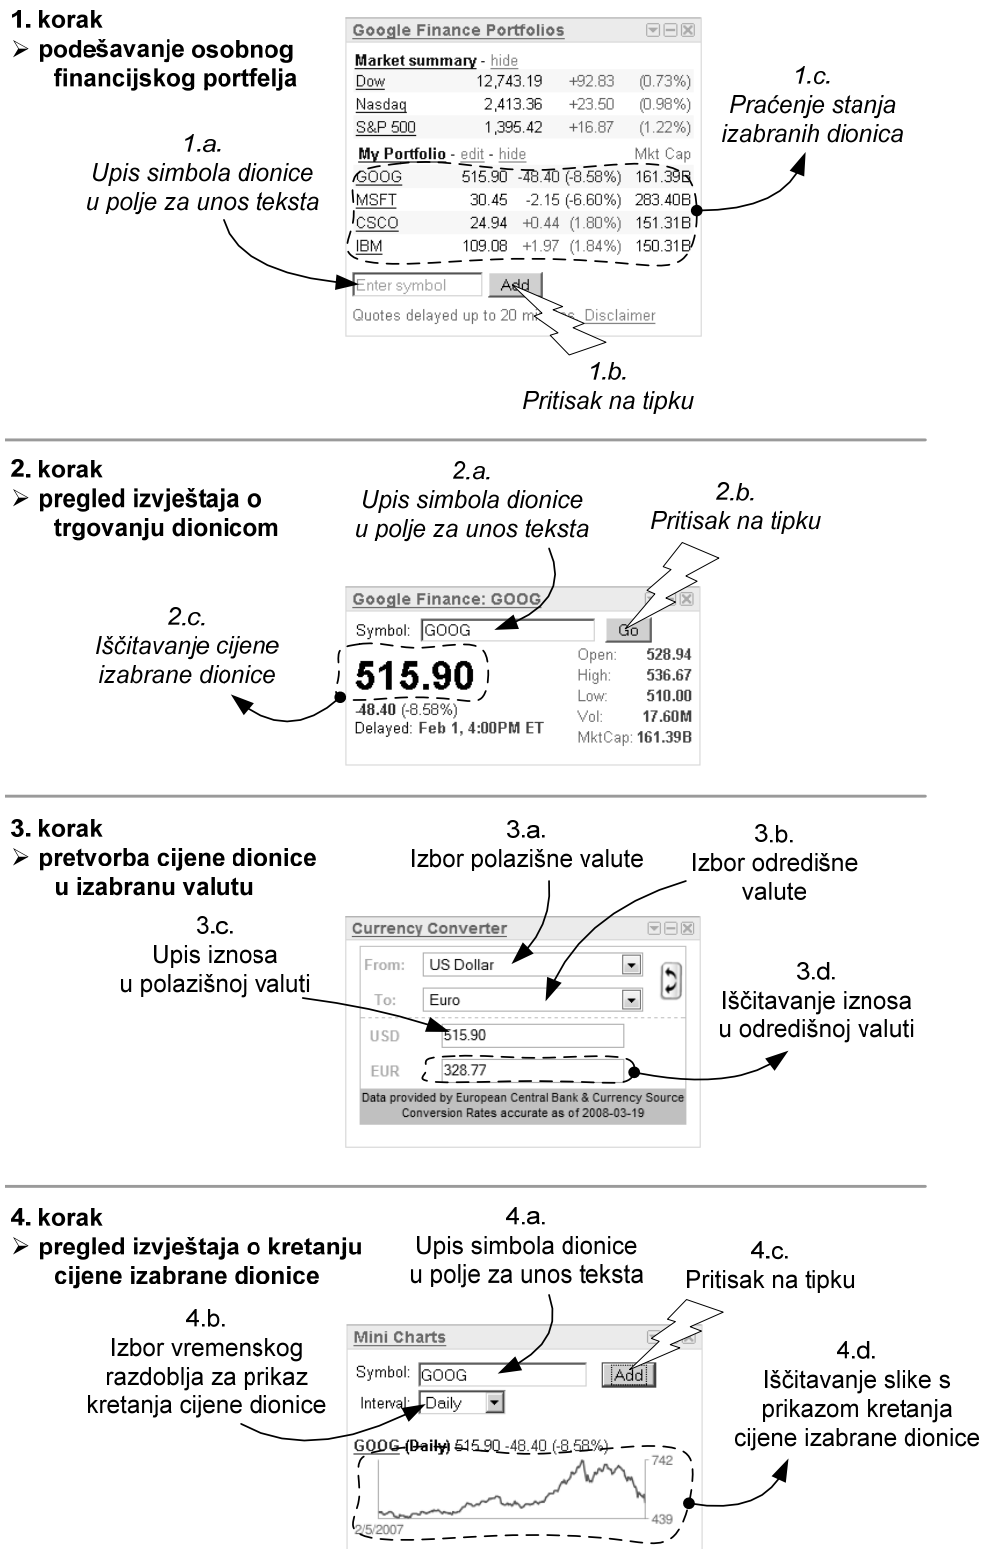 1. korak
➢ podešavanje osobnog
financijskog portfelja
1.a.
Upis simbola dionice
u polje za unos teksta
Google Finance Portfolios
Market summary - hide
Dow 12,743.19 +92.83 (0.73%)
Nasdaq 2,413.36 +23.50 (0.98%)
S&P 500 1,395.42 +16.87 (1.22%)
My Portfolio - edit - hide Mkt Cap
GOOG 515.90 -48.40 (-8.58%) 161.39B
MSFT 30.45 -2.15 (-6.60%) 283.40B
CSCO 24.94 +0.44 (1.80%) 151.31B
IBM 109.08 +1.97 (1.84%) 150.31B
Enter symbol Add
Quotes delayed up to 20 Disclaimer
1.c.
Praćenje stanja
izabranih dionica
1.b.
Pritisak na tipku
2. korak
➢ pregled izvještaja o
trgovanju dionicom
2.a.
Upis simbola dionice
u polje za unos teksta
2.b.
Pritisak na tipku
2.c.
Iščitavanje cijene
izabrane dionice
Google Finance: GOOG
Symbol: GOOG Go
515.90
-48.40 (-8.58%)
Delayed: Feb 1, 4:00PM ET
Open: 528.94
High: 536.67
Low: 510.00
Vol: 17.60M
MktCap: 161.39B
3. korak
➢ pretvorba cijene dionice
u izabranu valutu
3.a.
Izbor polazišne valute
3.b.
Izbor odredišne
valute
3.c.
Upis iznosa
u polazišnoj valuti
Currency Converter
From: US Dollar
To: Euro
USD 515.90
EUR 328.77
Data provided by European Central Bank & Currency Source
Conversion Rates accurate as of 2008-03-19
3.d.
Iščitavanje iznosa
u odredišnoj valuti
4. korak
➢ pregled izvještaja o kretanju
cijene izabrane dionice
4.a.
Upis simbola dionice
u polje za unos teksta
4.c.
Pritisak na tipku
4.b.
Izbor vremenskog
razdoblja za prikaz
kretanja cijene dionice
Mini Charts
Symbol: GOOG Add
Interval: Daily
GOOG (Daily) 515.90 -48.40 (-8.58%)
742
439
2/5/2007
4.d.
Iščitavanje slike s
prikazom kretanja
cijene izabrane dionice